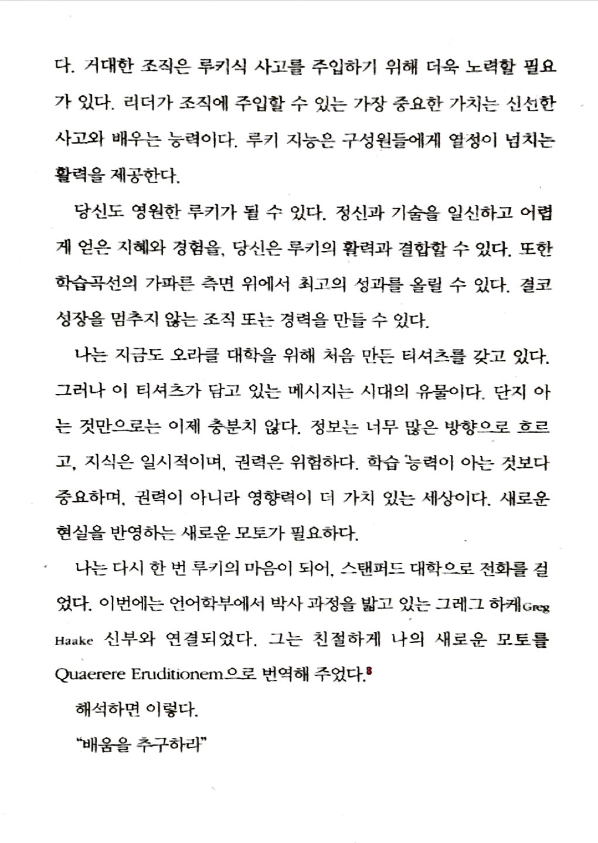 다. 거대한 조직은 루키식 사고를 주입하기 위해 더욱 노력할 필요
가 있다. 리더가 조직에 주입할 수 있는 가장 중요한 가치는 신선한
사고와 배우는 능력이다. 루키 지능은 구성원들에게 열정이 넘치는
활력을 제공한다.
당신도 영원한 루키가 될 수 있다. 정신과 기술을 일신하고 어렵
게 얻은 지혜와 경험을, 당신은 루키의 활력과 결합할 수 있다. 또한
학습곡선의 가파른 측면 위에서 최고의 성과를 올릴 수 있다. 결코
성장을 멈추지 않는 조직 또는 경력을 만들 수 있다.
나는 지금도 오라클 대학을 위해 처음 만든 티셔츠를 갖고 있다.
그러나 이 티셔츠가 담고 있는 메시지는 시대의 유물이다. 단지 아
는 것만으로는 이제 충분치 않다. 정보는 너무 많은 방향으로 흐르
고, 지식은 일시적이며, 권력은 위험하다. 학습 능력이 아는 것보다
중요하며, 권력이 아니라 영향력이 더 가치 있는 세상이다. 새로운
현실을 반영하는 새로운 모토가 필요하다.
나는 다시 한 번 루키의 마음이 되어, 스탠퍼드 대학으로 전화를 걸
었다. 이번에는 언어학부에서 박사 과정을 밟고 있는 그레그 하케Greg
Haake 신부와 연결되었다. 그는 친절하게 나의 새로운 모토를
Quaerere Eruditionem으로 번역해 주었다.8
해석하면 이렇다.
“배움을 추구하라”